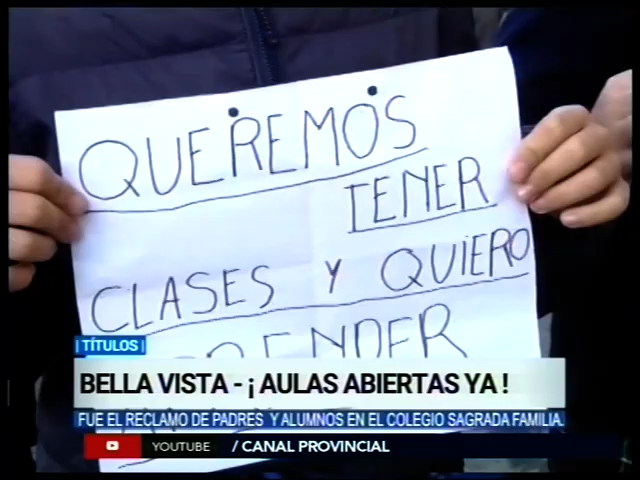 QUEREMOS
TENER
CLASES Y QUIERO
| TÍTULOS |
BELLA VISTA - ¡ AULAS ABIERTAS YA !
FUE EL RECLAMO DE PADRES Y ALUMNOS EN EL COLEGIO SAGRADA FAMILIA.
YOUTUBE / CANAL PROVINCIAL